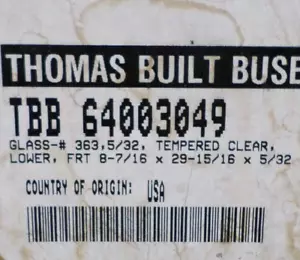 THOMAS BUILT BUSE
TBB 64003049
GLASS-# 363,5/32, TEMPERED CLEAR,
LOWER, FRT 8-7/16 x 29-15/16 x 5/32
COUNTRY OF ORIGIN: USA